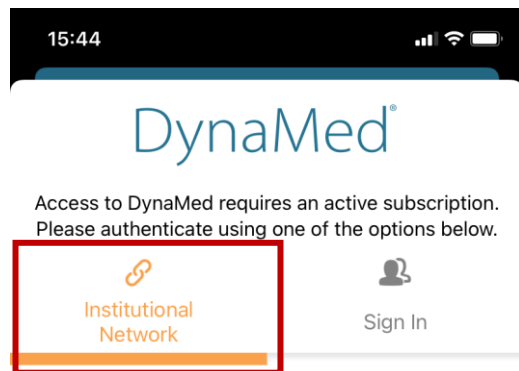 15:44
DynaMed®
Access to DynaMed requires an active subscription.
Please authenticate using one of the options below.
Institutional
Network
Sign In